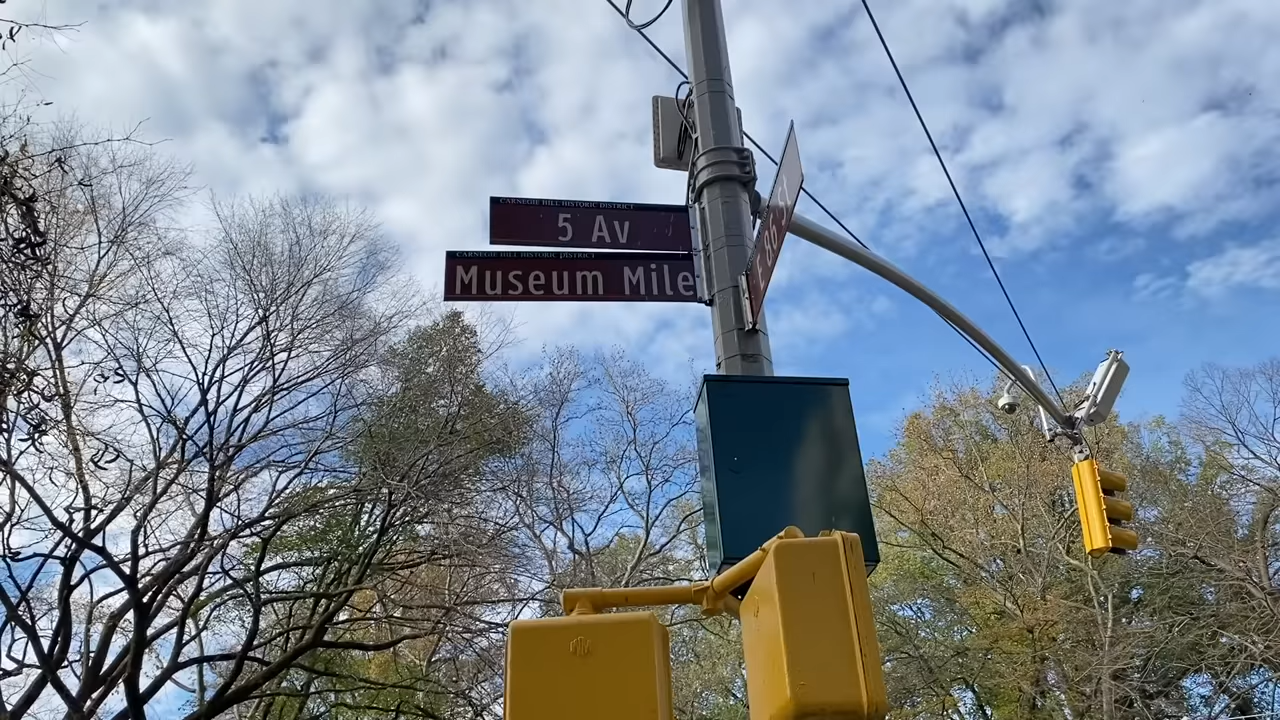 CARNEGIE HILL HISTORIC DISTRICT
5 Av
CARNEGIE HILL HISTORIC DISTRICT
Museum Mile
E 86 ST